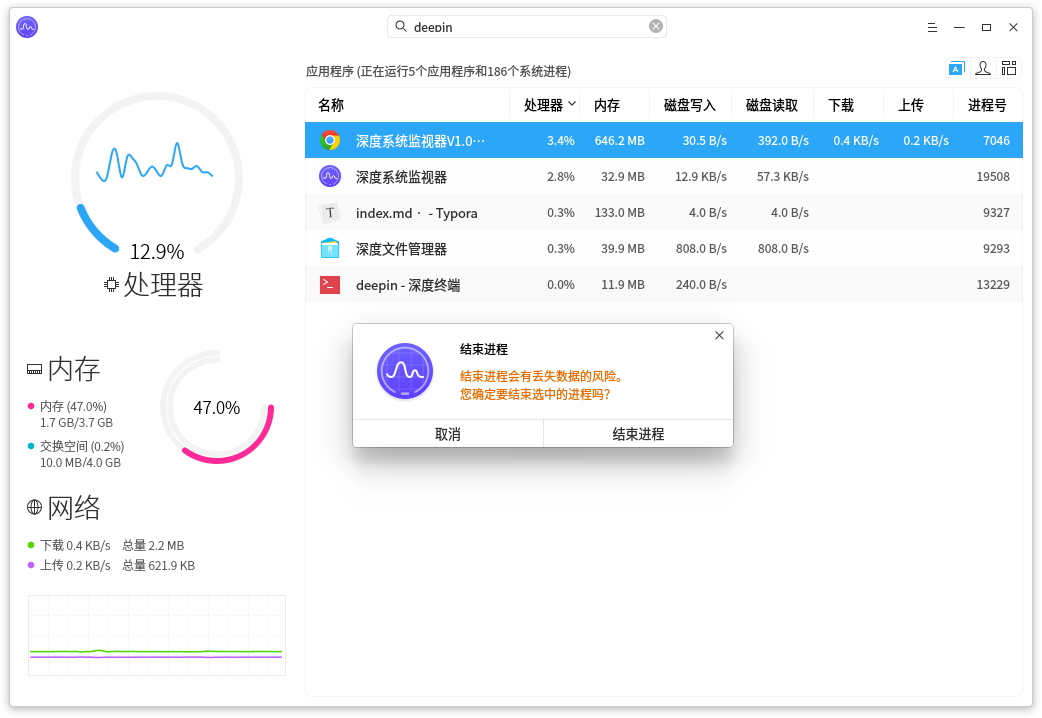 deepin
应用程序 (正在运行5个应用程序和186个系统进程)
名称 处理器 内存 磁盘写入 磁盘读取 下载 上传 进程号
深度系统监视器V1.0··· 3.4% 646.2 MB 30.5 B/s 392.0 B/s 0.4 KB/s 0.2 KB/s 7046
深度系统监视器 2.8% 32.9 MB 12.9 KB/s 57.3 KB/s 19508
index.md · - Typora 0.3% 133.0 MB 4.0 B/s 4.0 B/s 9327
深度文件管理器 0.3% 39.9 MB 808.0 B/s 808.0 B/s 9293
deepin - 深度终端 0.0% 11.9 MB 240.0 B/s 13229
12.9%
处理器
内存
内存 (47.0%)
1.7 GB/3.7 GB
交换空间 (0.2%)
10.0 MB/4.0 GB
47.0%
网络
下载 0.4 KB/s 总量 2.2 MB
上传 0.2 KB/s 总量 621.9 KB
结束进程
结束进程会有丢失数据的风险。
您确定要结束选中的进程吗?
取消 结束进程